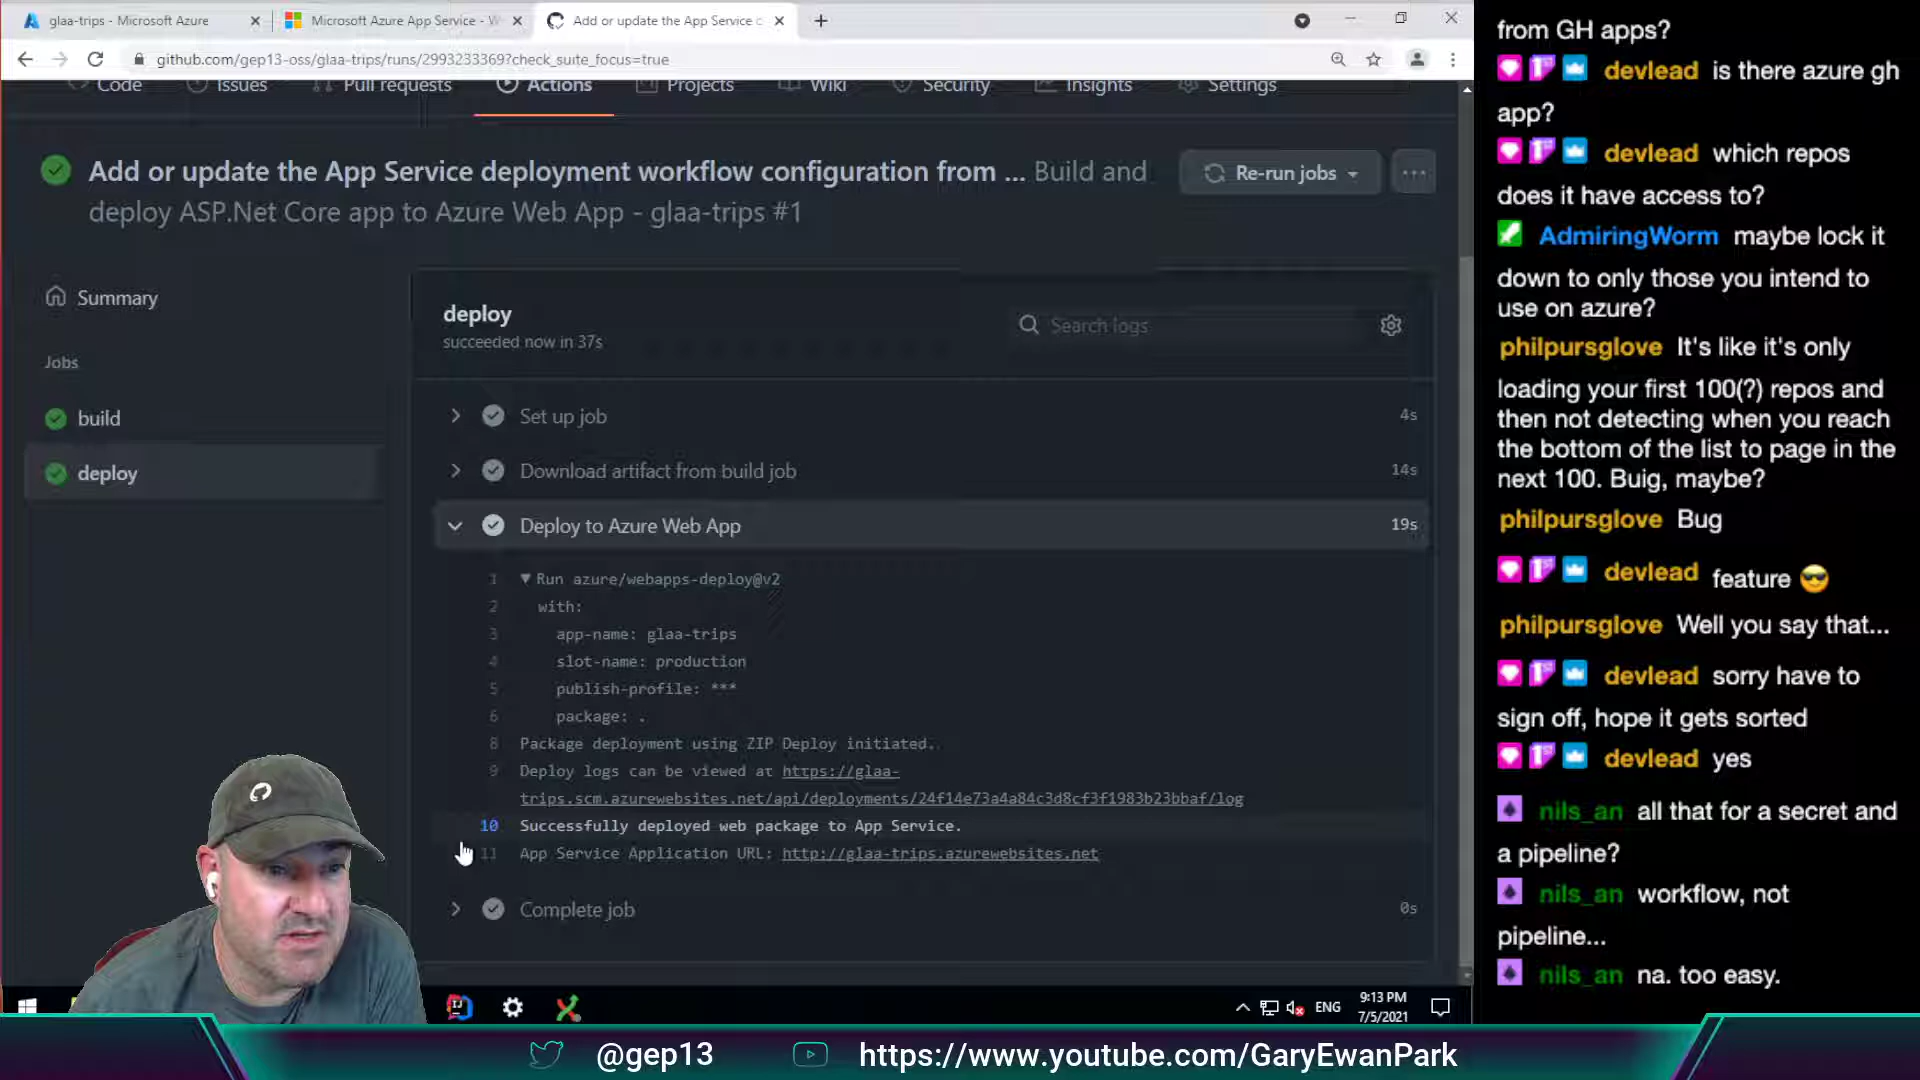 glaa-trips - Microsoft Azure
Microsoft Azure App Service - W
Add or update the App Service c
github.com/gep13-oss/glaa-trips/runs/2993233369?check_suite_focus=true
Code
Issues
Pull requests
Actions
Projects
Wiki
Security
Insights
Settings
Add or update the App Service deployment workflow configuration from ... Build and
deploy ASP.Net Core app to Azure Web App - glaa-trips #1
Re-run jobs
Summary
Jobs
build
deploy
deploy
succeeded now in 37s
Search logs
Set up job 4s
Download artifact from build job 14s
Deploy to Azure Web App 19s
1 ▼ Run azure/webapps-deploy@v2
2 with:
3 app-name: glaa-trips
4 slot-name: production
5 publish-profile: ***
6 package: .
8 Package deployment using ZIP Deploy initiated.
9 Deploy logs can be viewed at https://glaa-
trips.scm.azurewebsites.net/api/deployments/24f14e73a4a84c3d8cf3f1983b23bbaf/log
10 Successfully deployed web package to App Service.
11 App Service Application URL: http://glaa-trips.azurewebsites.net
Complete job 0s
ENG
9:13 PM
7/5/2021
from GH apps?
devlead is there azure gh
app?
devlead which repos
does it have access to?
AdmiringWorm maybe lock it
down to only those you intend to
use on azure?
philpursglove It's like it's only
loading your first 100(?) repos and
then not detecting when you reach
the bottom of the list to page in the
next 100. Buig, maybe?
philpursglove Bug
devlead feature 😎
philpursglove Well you say that...
devlead sorry have to
sign off, hope it gets sorted
devlead yes
nils_an all that for a secret and
a pipeline?
nils_an workflow, not
pipeline...
nils_an na. too easy.
@gep13
https://www.youtube.com/GaryEwanPark